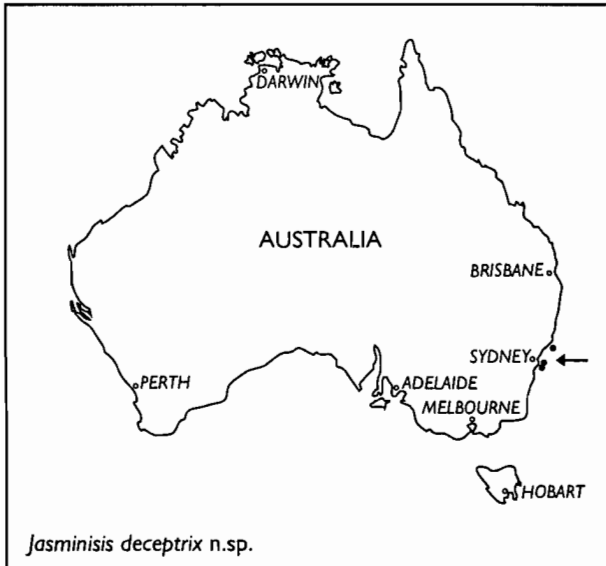 DARWIN
AUSTRALIA
BRISBANE
SYDNEY
PERTH
ADELAIDE
MELBOURNE
HOBART
Jasminisis deceptrix n.sp.